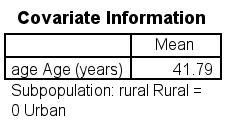 Covariate Information
Mean
age Age (years) 41.79
Subpopulation: rural Rural =
0 Urban